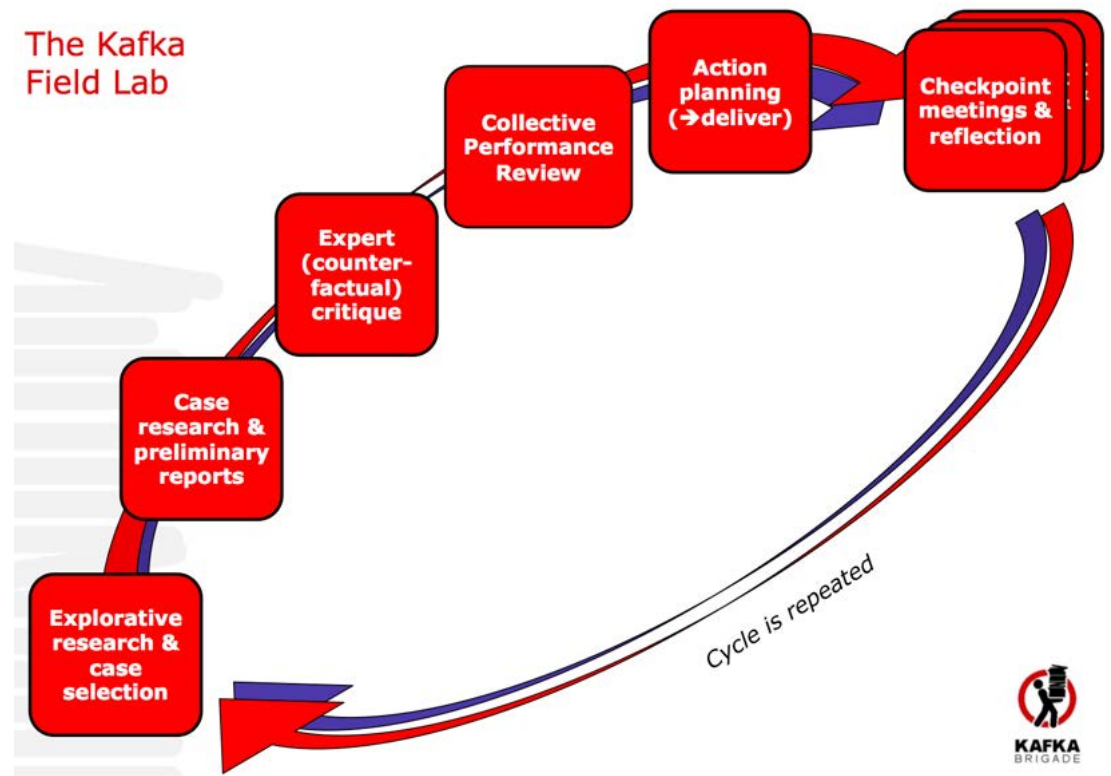 The Kafka
Field Lab
Explorative
research &
case
selection
Case
research &
preliminary
reports
Expert
(counter-
factual)
critique
Collective
Performance
Review
Action
planning
(➔deliver)
Checkpoint
meetings &
reflection
Cycle is repeated
KAFKA
BRIGADE